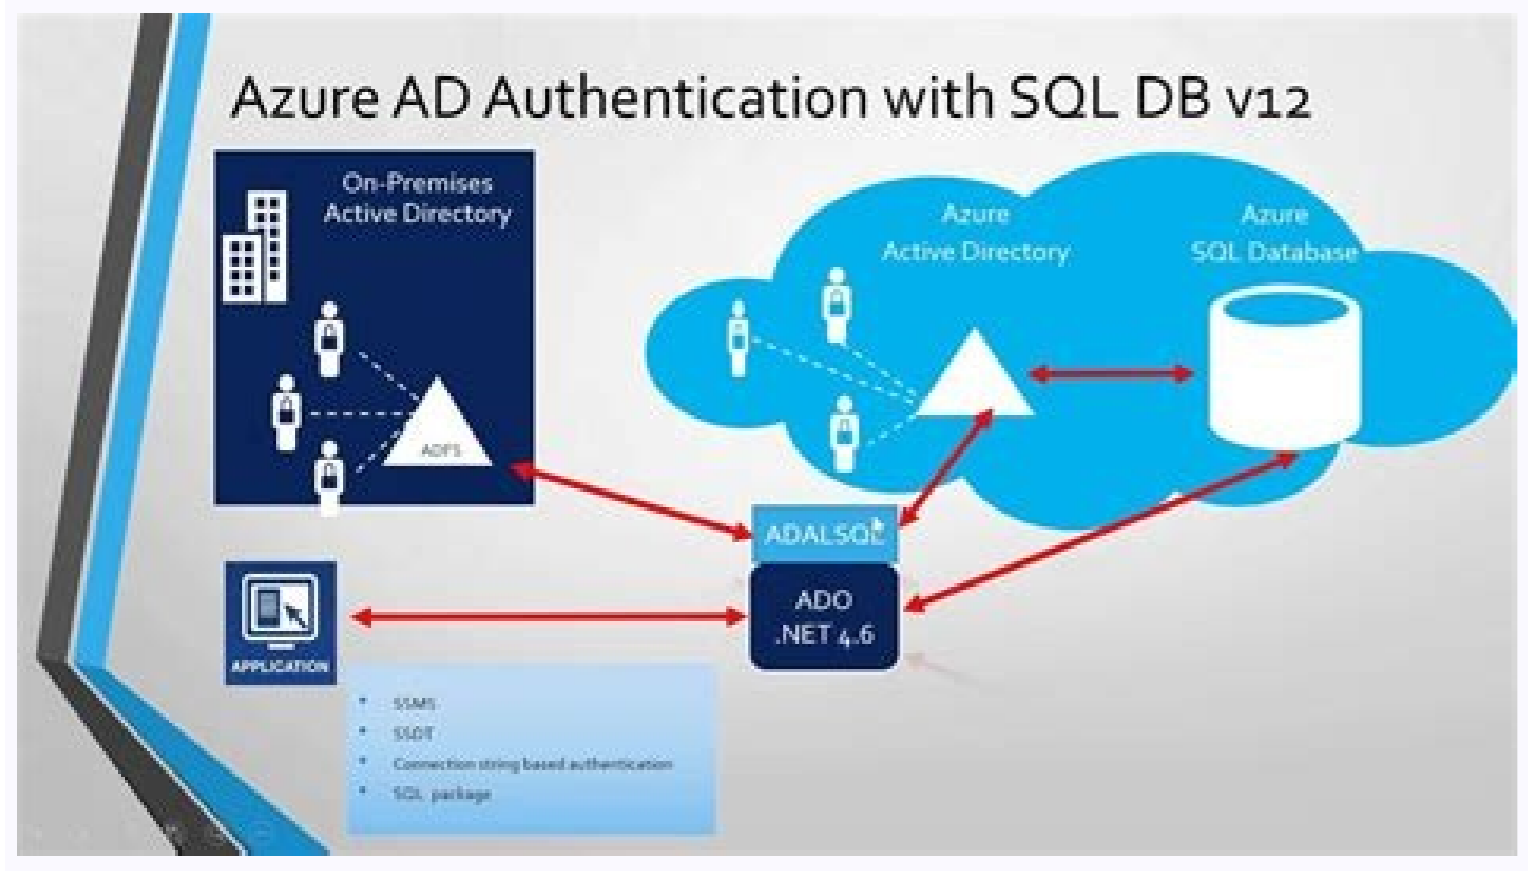 Azure AD Authentication with SQL DB v12
On-Premises
Active Directory
ADFS
Azure
Active Directory
Azure
SQL Database
ADALSQL
ADO
.NET 4.6
APPLICATION
• SSMS
• SSDT
• Connection string based authentication
• SQL package